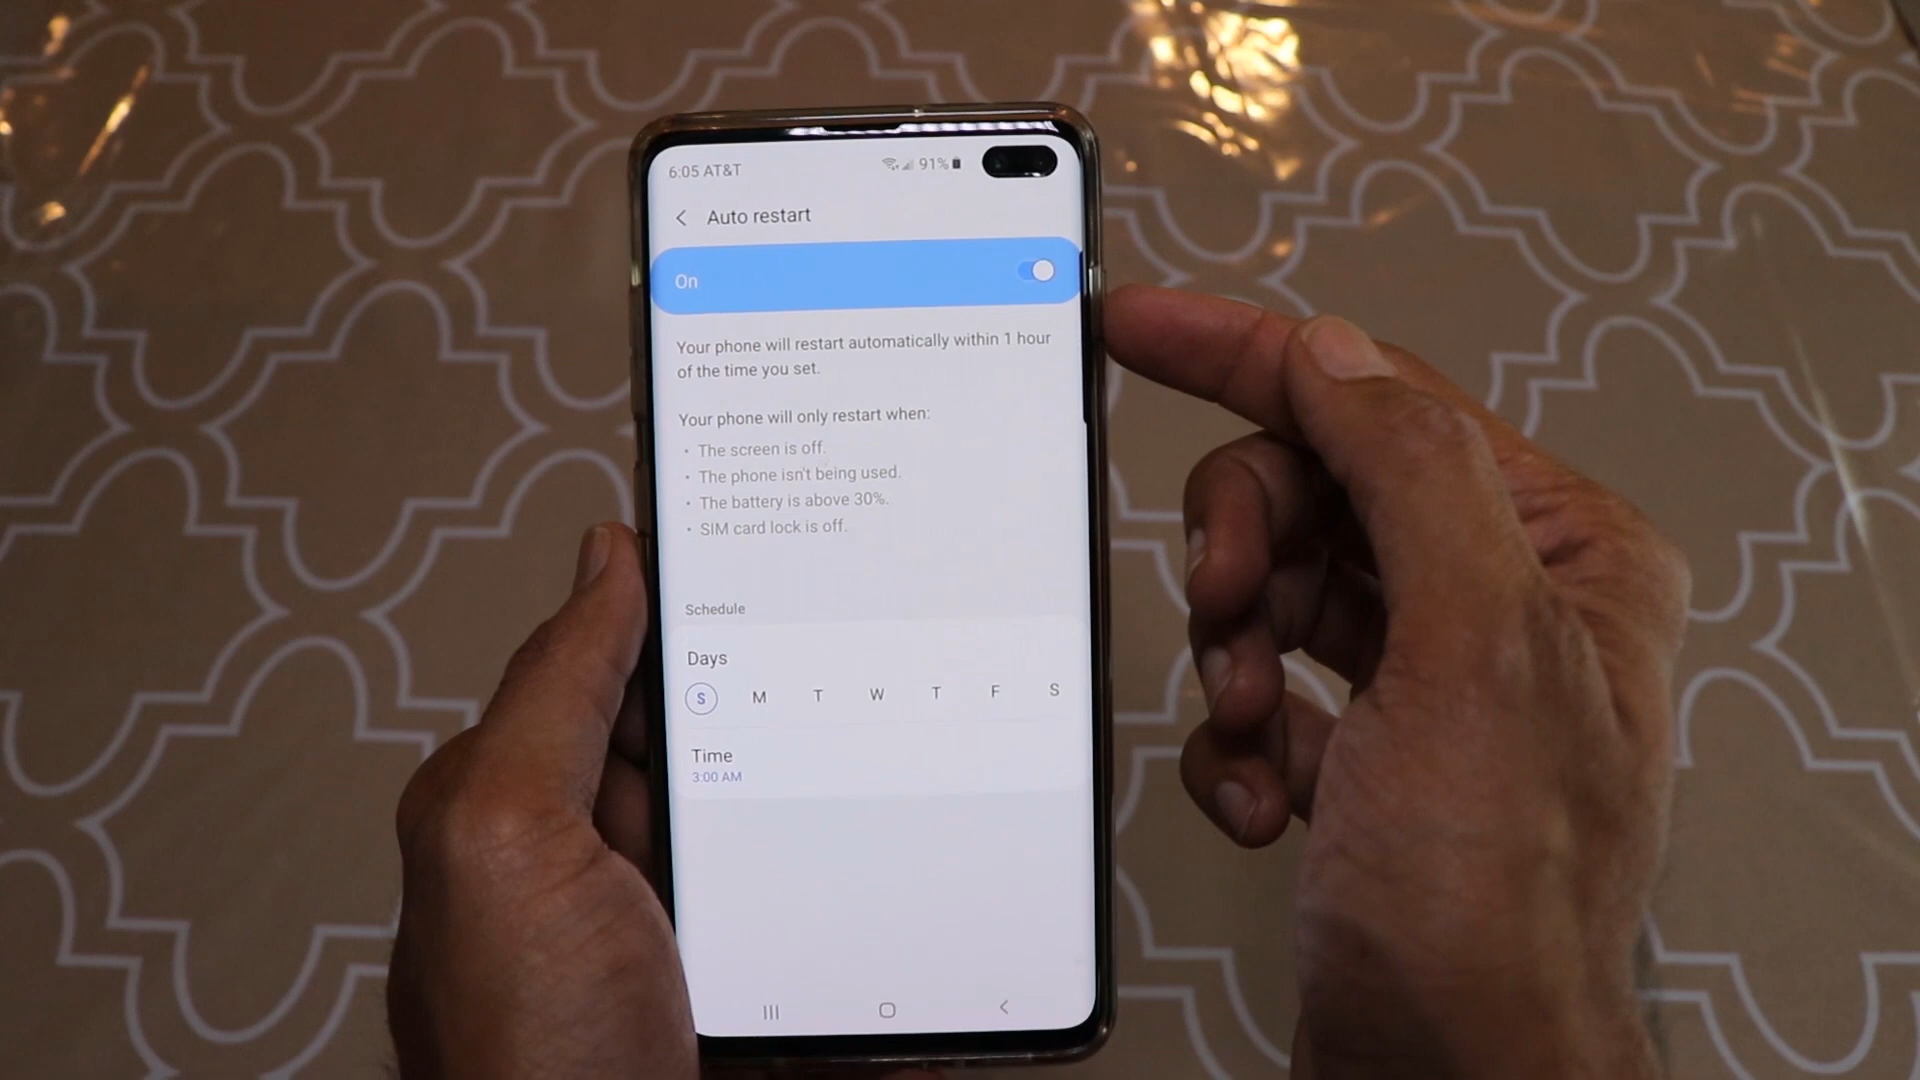 6:05 AT&T 91%
Auto restart
On
Your phone will restart automatically within 1 hour
of the time you set.
Your phone will only restart when:
• The screen is off.
• The phone isn't being used.
• The battery is above 30%.
• SIM card lock is off.
Schedule
Days
S M T W T F S
Time
3:00 AM